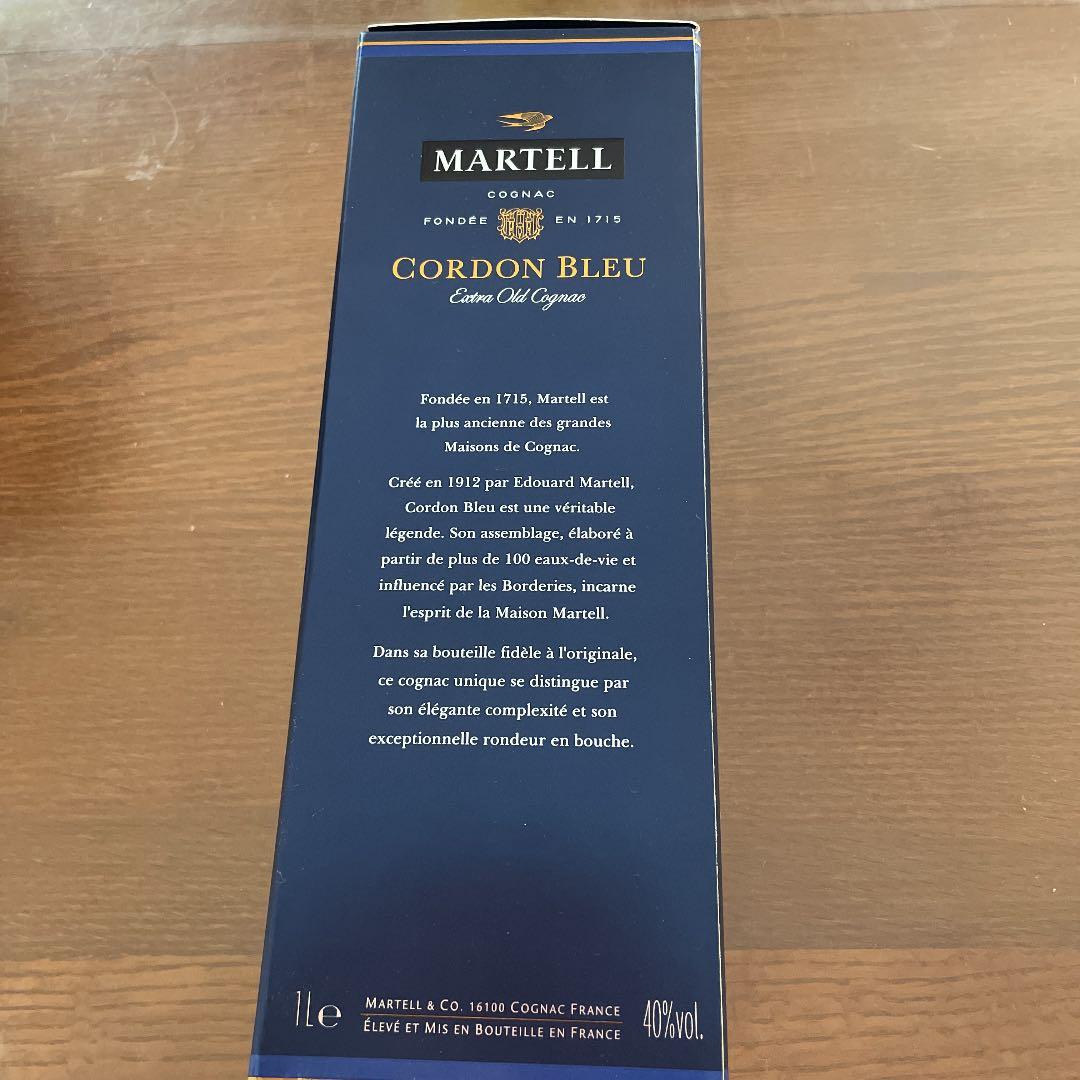 MARTELL
COGNAC
FONDÉE EN 1715
CORDON BLEU
Extra Old Cognac
Fondée en 1715, Martell est
la plus ancienne des grandes
Maisons de Cognac.
Créé en 1912 par Edouard Martell,
Cordon Bleu est une véritable
légende. Son assemblage, élaboré à
partir de plus de 100 eaux-de-vie et
influencé par les Borderies, incarne
l'esprit de la Maison Martell.
Dans sa bouteille fidèle à l'originale,
ce cognac unique se distingue par
son élégante complexité et son
exceptionnelle rondeur en bouche.
1L e
MARTELL & CO. 16100 COGNAC FRANCE
ÉLEVÉ ET MIS EN BOUTEILLE EN FRANCE
40%vol.